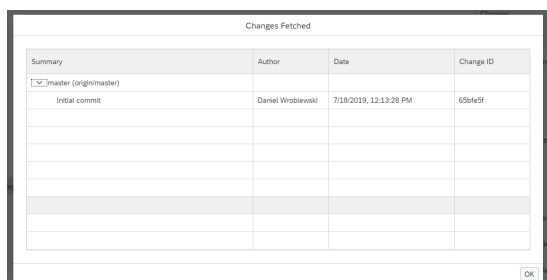 Changes
Changes Fetched
Summary Author Date Change ID
master (origin/master)
Initial commit Daniel Wroblewski 7/18/2019, 12:13:28 PM 65bfe5f
OK